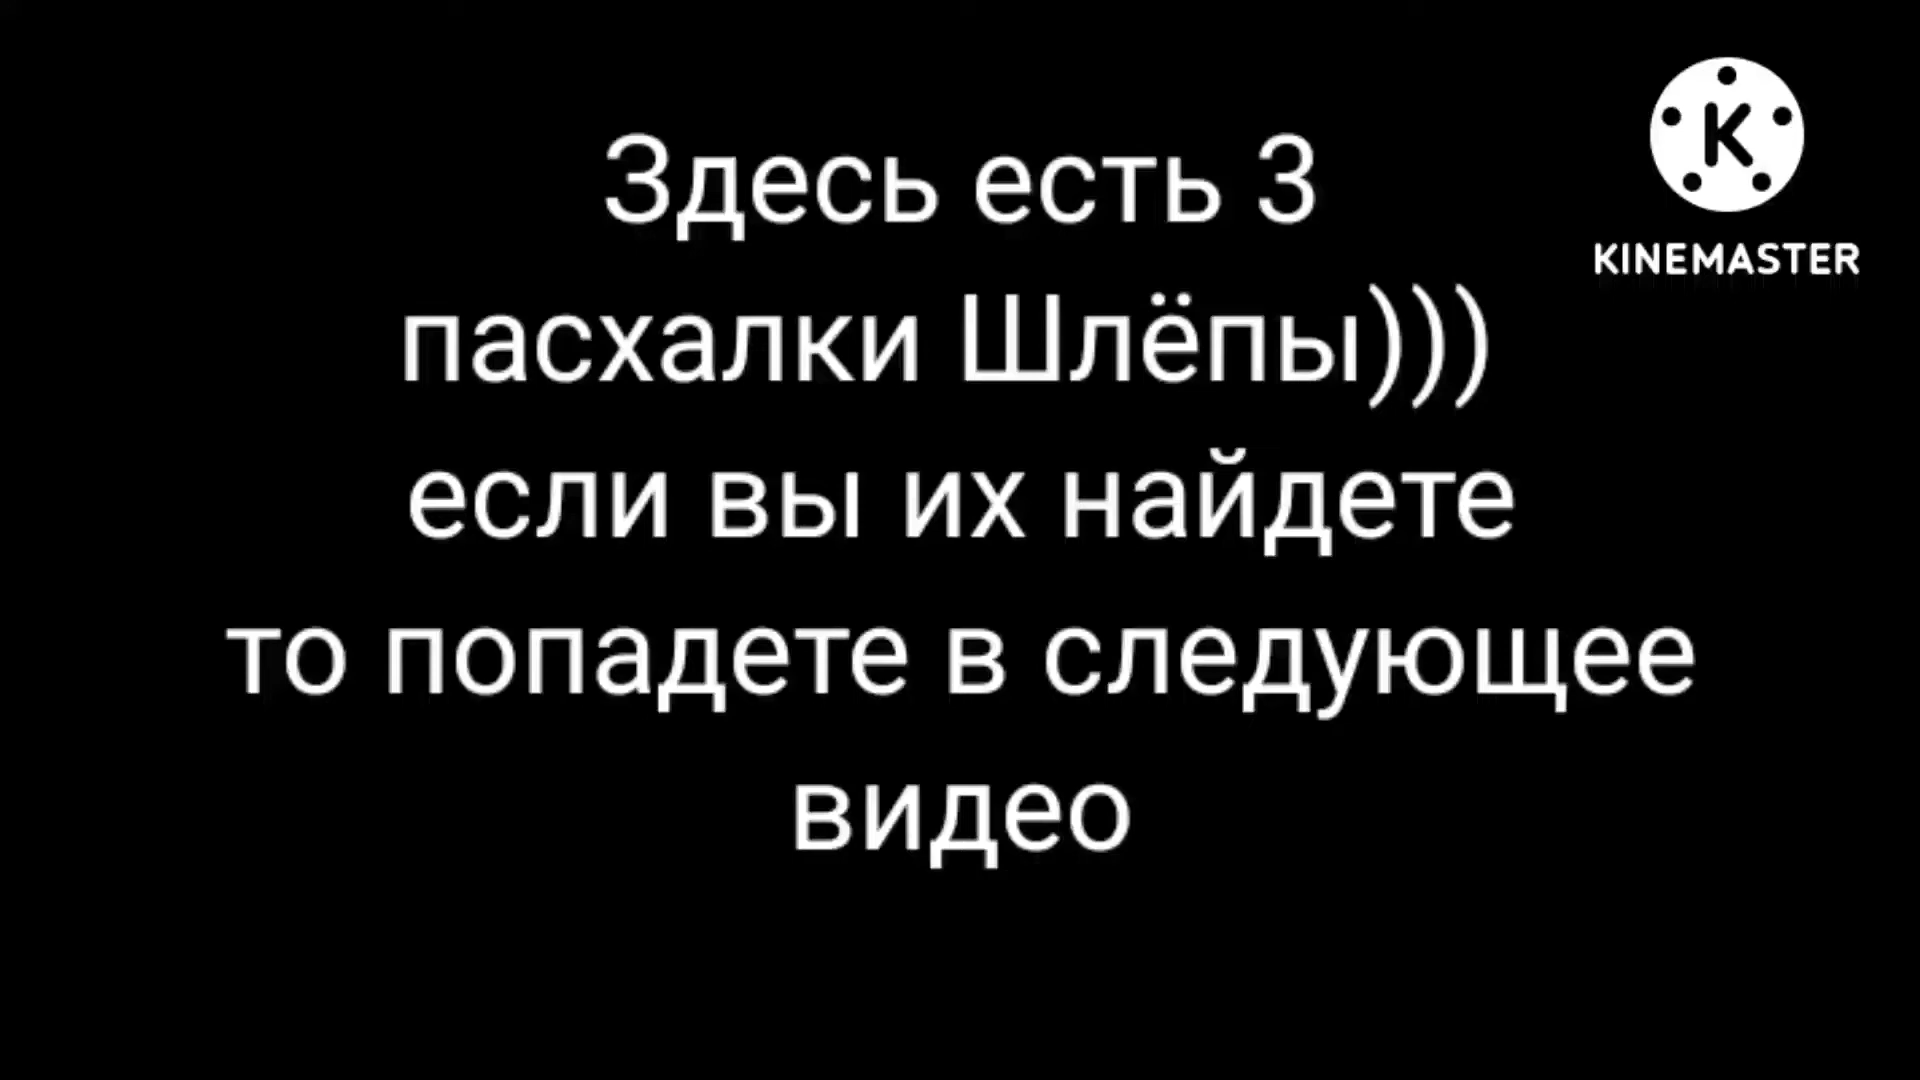 Здесь есть 3
пасхалки Шлёпы)))
если вы их найдете
то попадете в следующее
видео
K
KINEMASTER